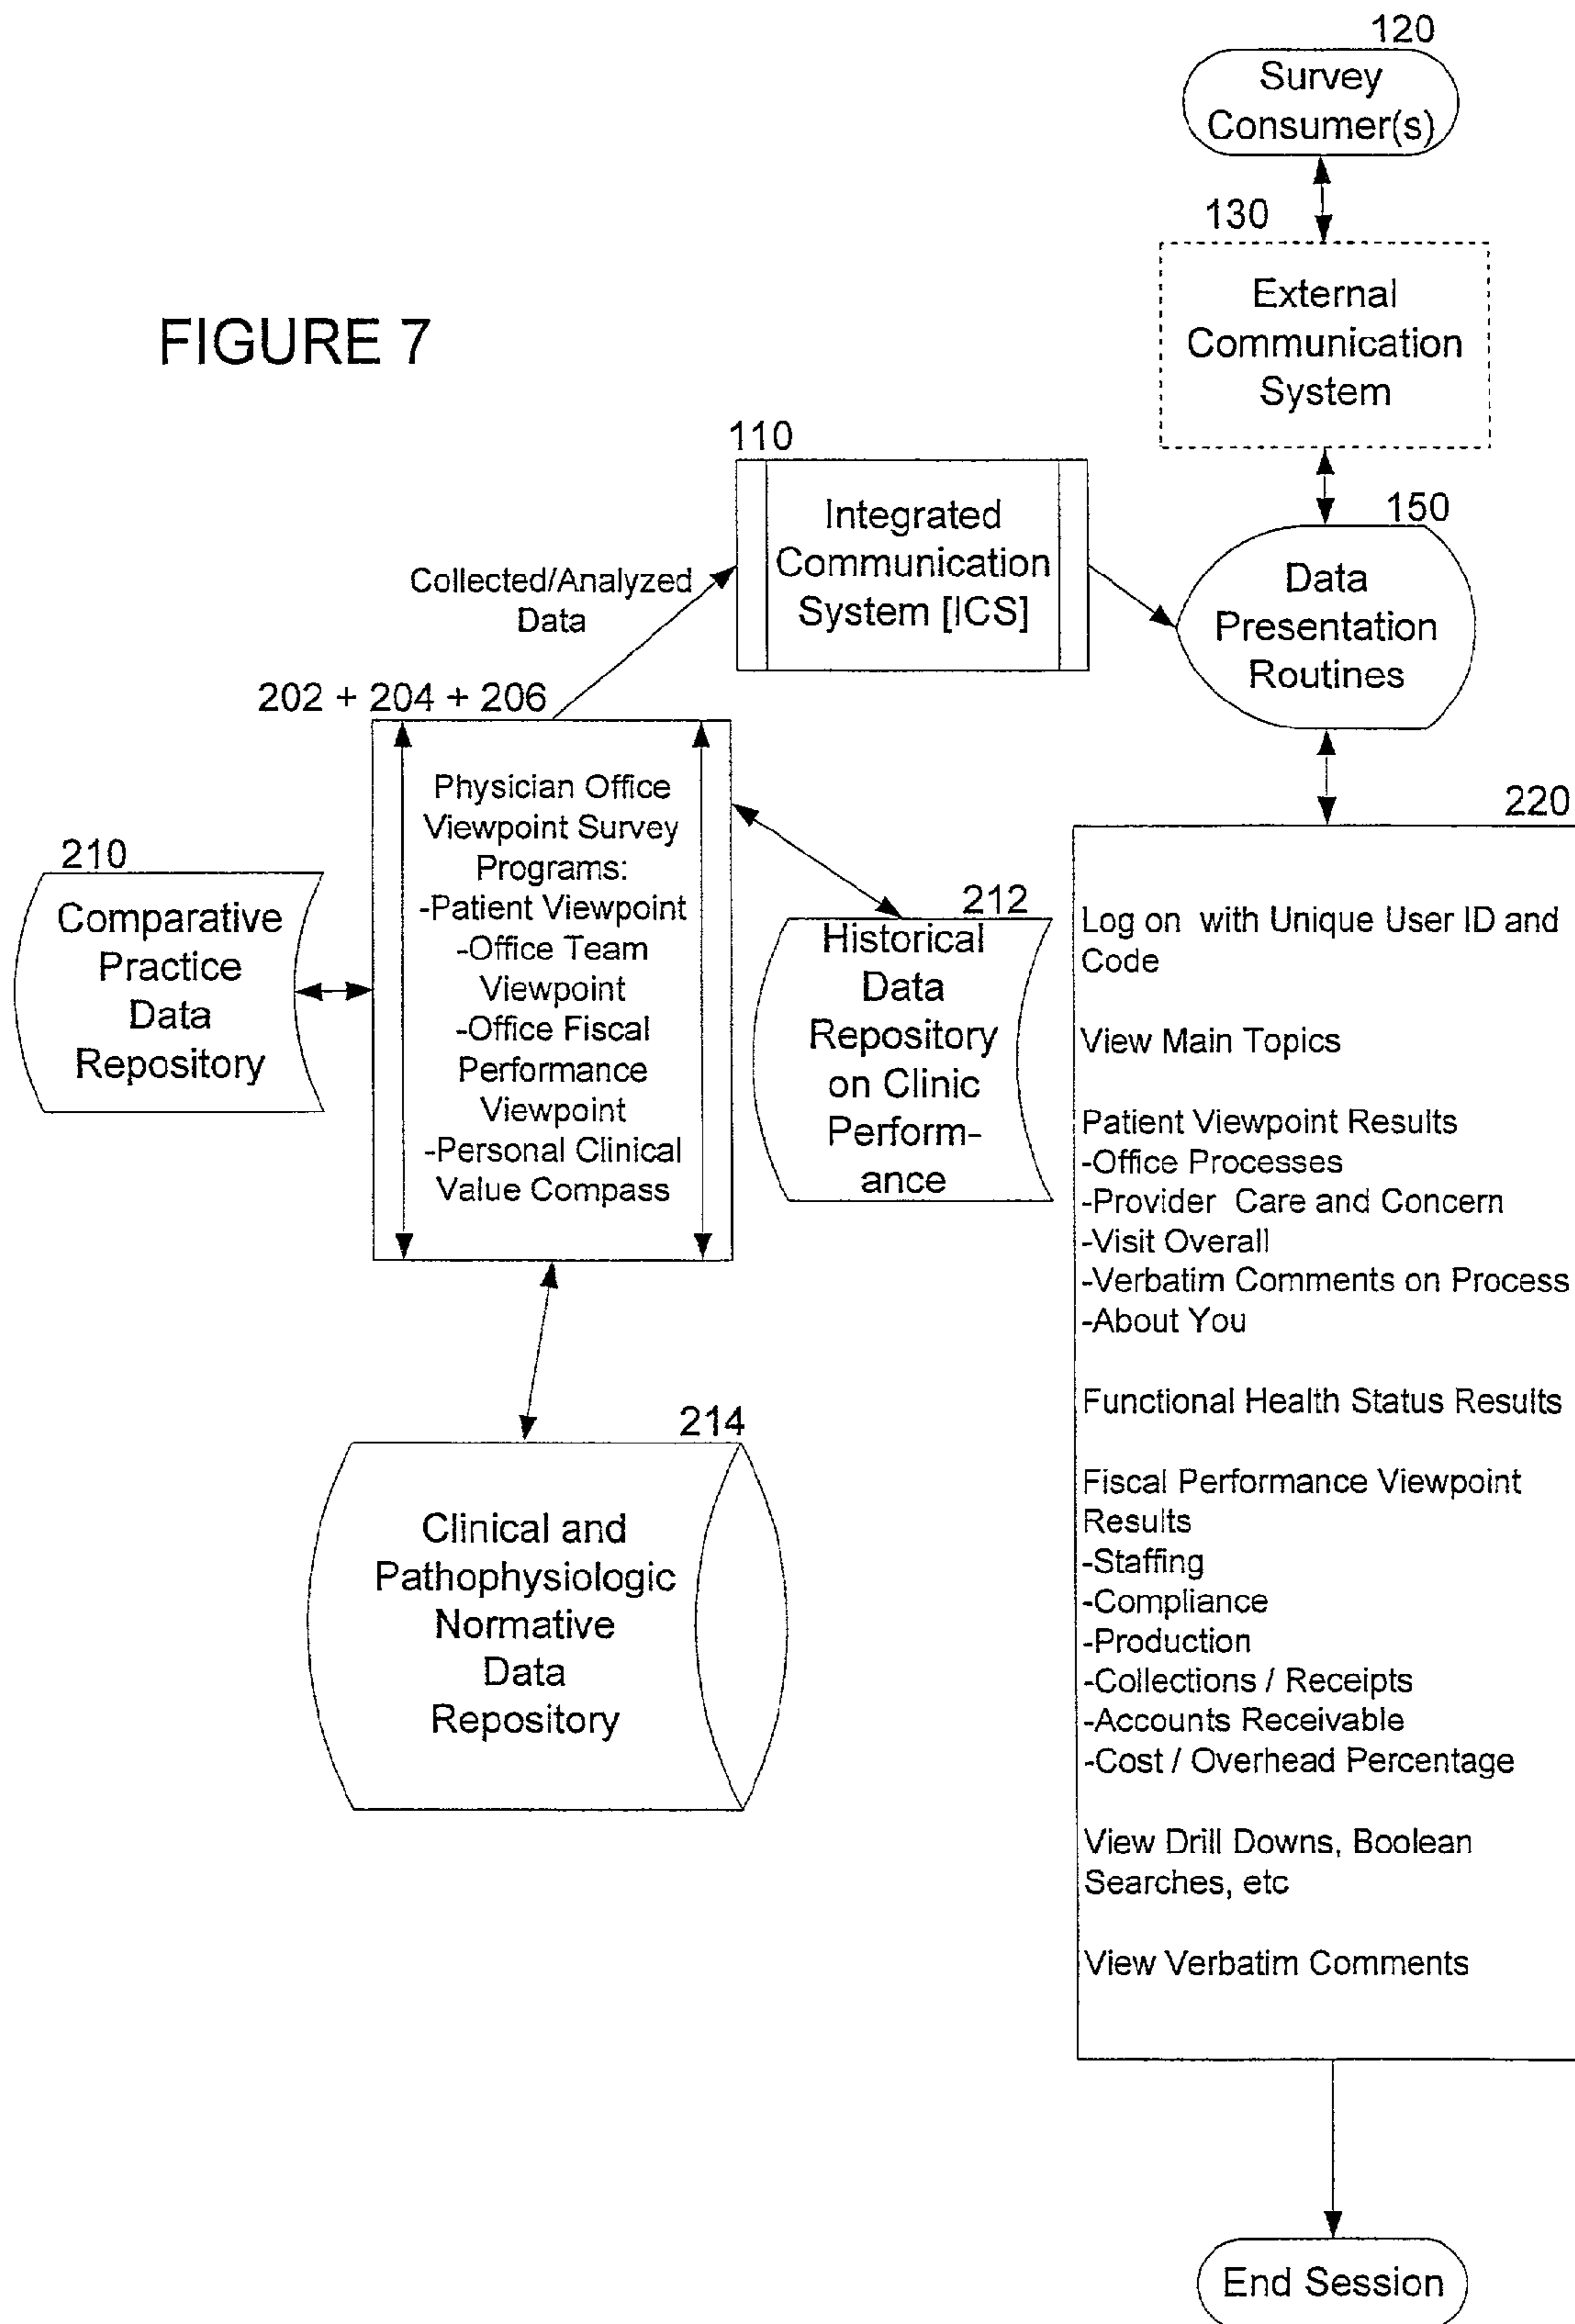 120
Survey
Consumer(s)
130
External
Communication
System
FIGURE 7
110
Integrated
Communication
System [ICS]
150
Data
Presentation
Routines
Collected/Analyzed
Data
202 + 204 + 206
Physician Office
Viewpoint Survey
Programs:
-Patient Viewpoint
-Office Team
Viewpoint
-Office Fiscal
Performance
Viewpoint
-Personal Clinical
Value Compass
210
Comparative
Practice
Data
Repository
212
Historical
Data
Repository
on Clinic
Perform-
ance
214
Clinical and
Pathophysiologic
Normative
Data
Repository
220
Log on with Unique User ID and
Code
View Main Topics
Patient Viewpoint Results
-Office Processes
-Provider Care and Concern
-Visit Overall
-Verbatim Comments on Process
-About You
Functional Health Status Results
Fiscal Performance Viewpoint
Results
-Staffing
-Compliance
-Production
-Collections / Receipts
-Accounts Receivable
-Cost / Overhead Percentage
View Drill Downs, Boolean
Searches, etc
View Verbatim Comments
End Session